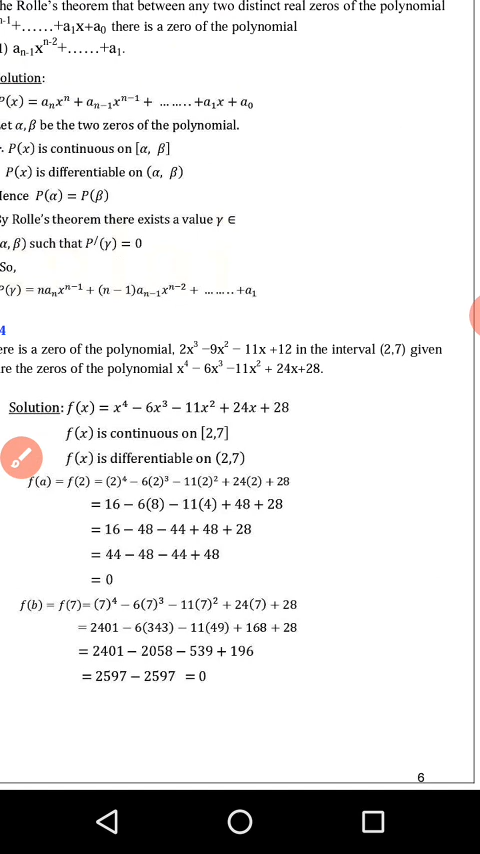 he Rolle's theorem that between any two distinct real zeros of the polynomial
n-1+……+a₁x+a₀ there is a zero of the polynomial
1) aₙ₋₁xⁿ⁻²+……+a₁.
olution:
P(x) = aₙxⁿ + aₙ₋₁xⁿ⁻¹ + …….. +a₁x + a₀
et α, β be the two zeros of the polynomial.
∴ P(x) is continuous on [α, β]
P(x) is differentiable on (α, β)
Hence P(α) = P(β)
By Rolle's theorem there exists a value γ ∈
α, β) such that P/(γ) = 0
So,
P(γ) = naₙxⁿ⁻¹ + (n − 1)aₙ₋₁xⁿ⁻² + …….. +a₁
4
ere is a zero of the polynomial, 2x³ −9x² − 11x +12 in the interval (2,7) given
re the zeros of the polynomial x⁴ − 6x³ −11x² + 24x+28.
Solution: f(x) = x⁴ − 6x³ − 11x² + 24x + 28
f(x) is continuous on [2,7]
f(x) is differentiable on (2,7)
f(a) = f(2) = (2)⁴ − 6(2)³ − 11(2)² + 24(2) + 28
= 16 − 6(8) − 11(4) + 48 + 28
= 16 − 48 − 44 + 48 + 28
= 44 − 48 − 44 + 48
= 0
f(b) = f(7)= (7)⁴ − 6(7)³ − 11(7)² + 24(7) + 28
= 2401 − 6(343) − 11(49) + 168 + 28
= 2401 − 2058 − 539 + 196
= 2597 − 2597 = 0
6